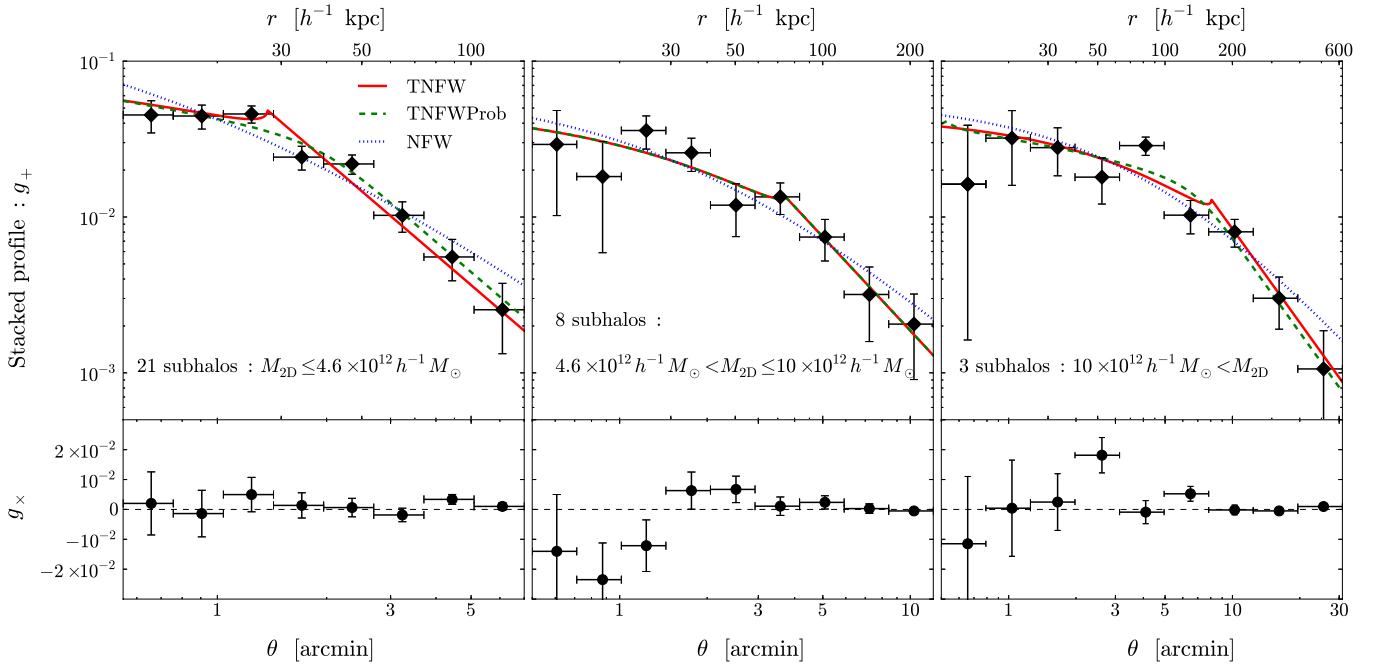 r [h⁻¹ kpc] r [h⁻¹ kpc] r [h⁻¹ kpc]
30 50 100 30 50 100 200 30 50 100 200 600
10⁻¹
TNFW
TNFWProb
NFW
Stacked profile : g₊
10⁻²
8 subhalos :
21 subhalos : M₂D ≤4.6 ×10¹² h⁻¹ M☉ 4.6 ×10¹² h⁻¹ M☉ <M₂D ≤10 ×10¹² h⁻¹ M☉ 3 subhalos : 10 ×10¹² h⁻¹ M☉ <M₂D
10⁻³
2 ×10⁻²
10⁻²
g× 0
−10⁻²
−2 ×10⁻²
1 3 5 1 3 5 10 1 3 5 10 30
θ [arcmin] θ [arcmin] θ [arcmin]